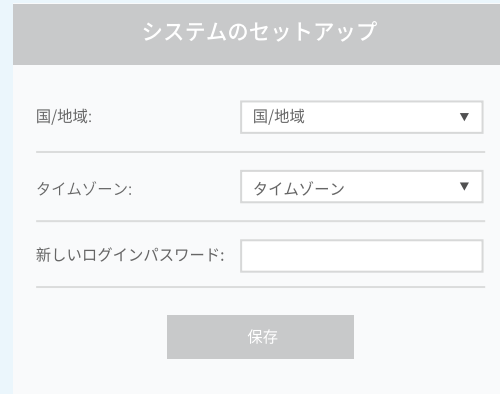 システムのセットアップ
国/地域:
国/地域
タイムゾーン:
タイムゾーン
新しいログインパスワード:
保存